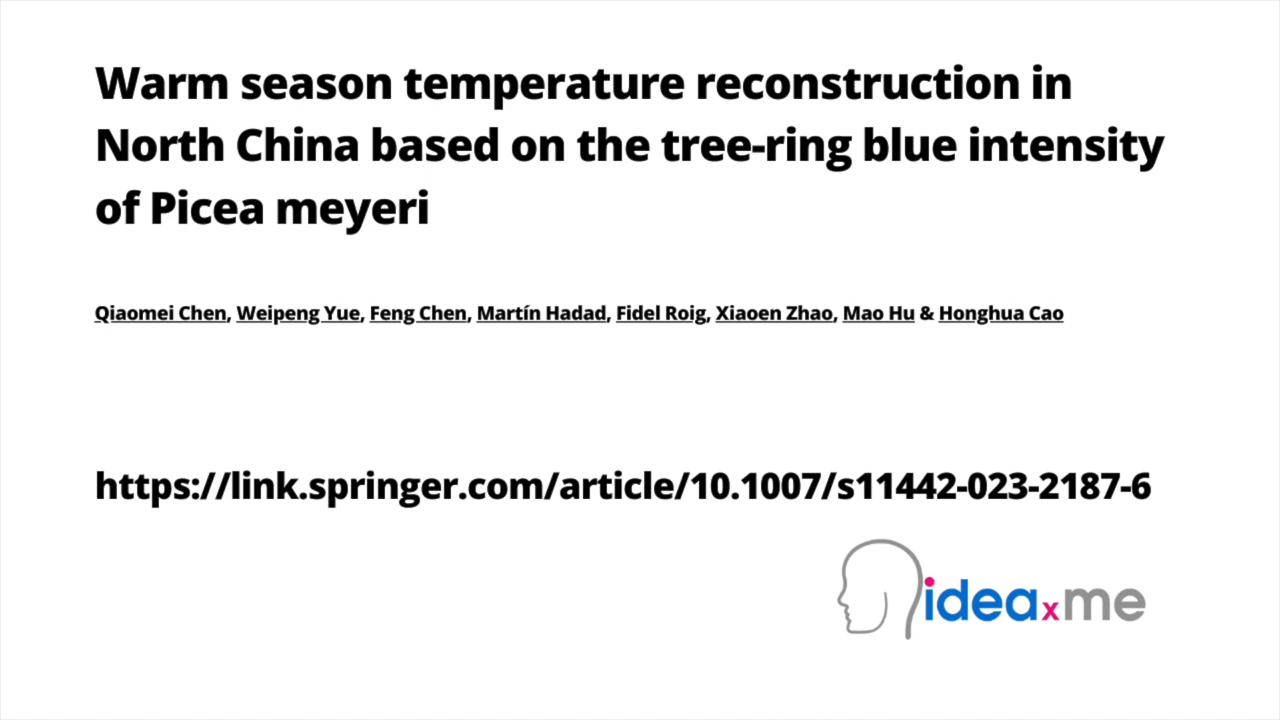 Warm season temperature reconstruction in
North China based on the tree-ring blue intensity
of Picea meyeri
Qiaomei Chen, Weipeng Yue, Feng Chen, Martín Hadad, Fidel Roig, Xiaoen Zhao, Mao Hu & Honghua Cao
https://link.springer.com/article/10.1007/s11442-023-2187-6
ideaxme